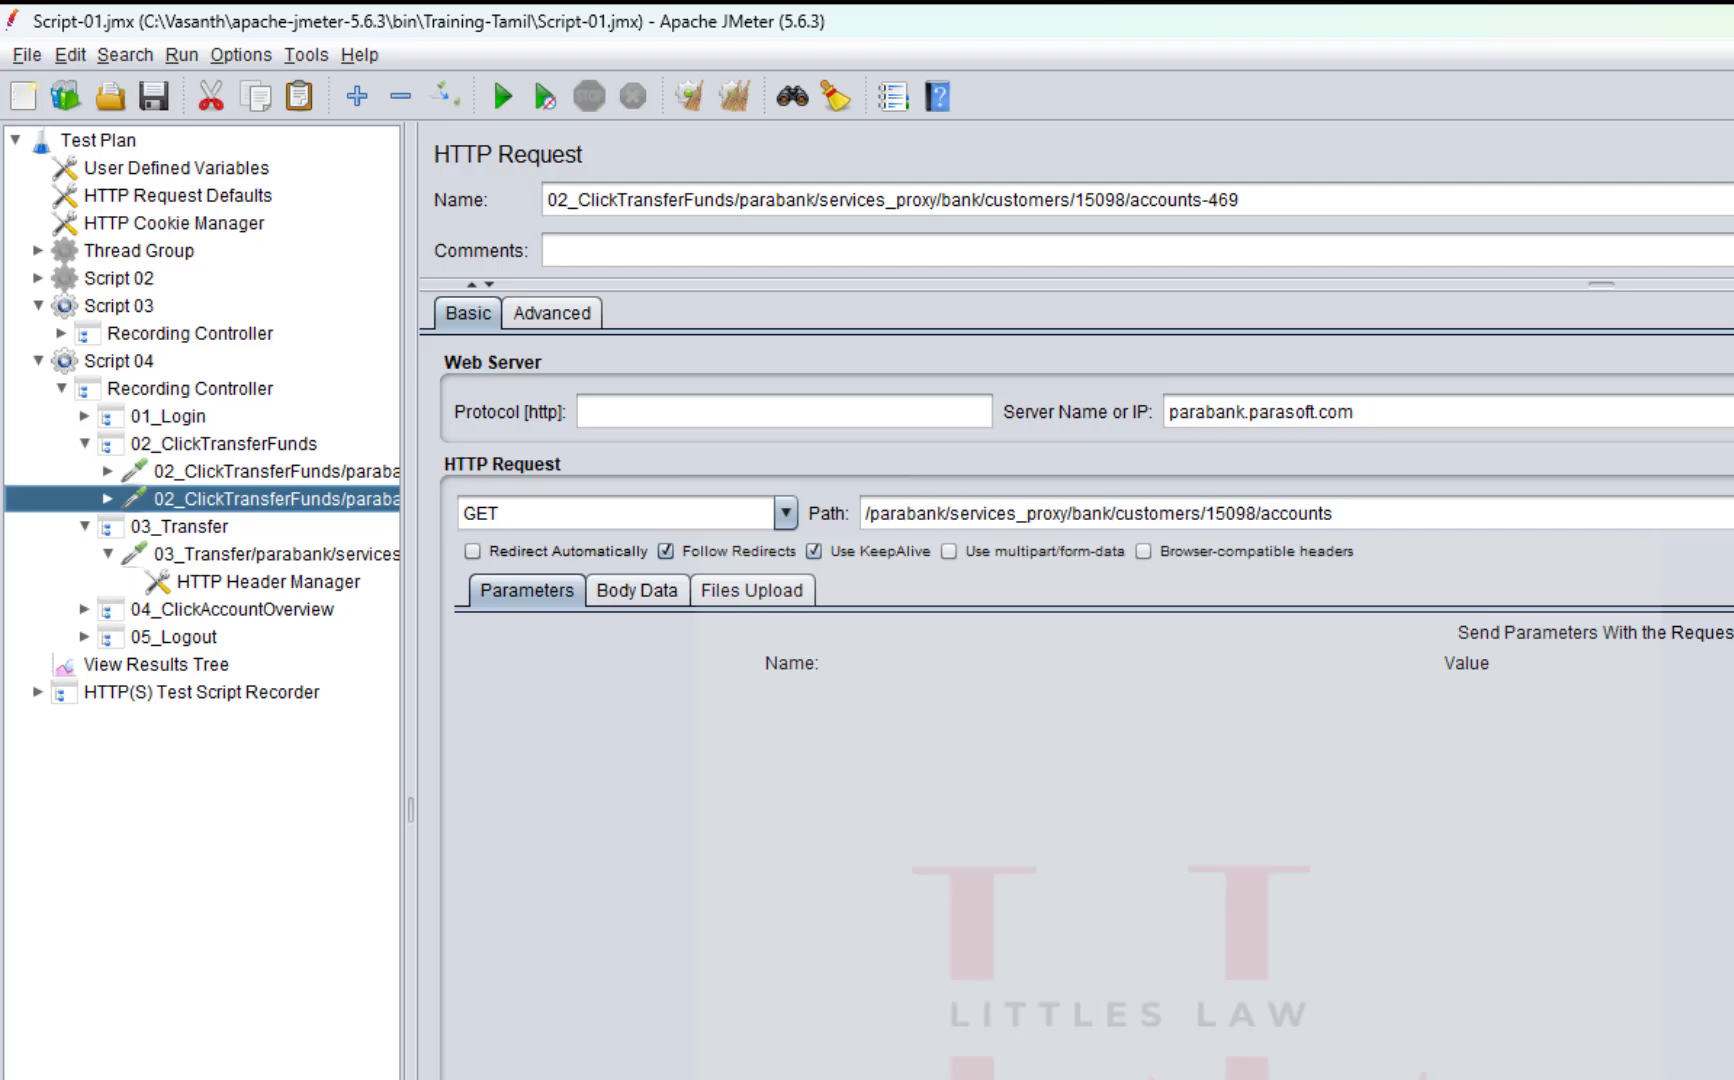 Script-01.jmx (C:\Vasanth\apache-jmeter-5.6.3\bin\Training-Tamil\Script-01.jmx) - Apache JMeter (5.6.3)
File Edit Search Run Options Tools Help
STOP
Test Plan
User Defined Variables
HTTP Request Defaults
HTTP Cookie Manager
Thread Group
Script 02
Script 03
Recording Controller
Script 04
Recording Controller
01_Login
02_ClickTransferFunds
02_ClickTransferFunds/paraba
02_ClickTransferFunds/paraba
03_Transfer
03_Transfer/parabank/services
HTTP Header Manager
04_ClickAccountOverview
05_Logout
View Results Tree
HTTP(S) Test Script Recorder
HTTP Request
Name: 02_ClickTransferFunds/parabank/services_proxy/bank/customers/15098/accounts-469
Comments:
Basic Advanced
Web Server
Protocol [http]: Server Name or IP: parabank.parasoft.com
HTTP Request
GET Path: /parabank/services_proxy/bank/customers/15098/accounts
Redirect Automatically Follow Redirects Use KeepAlive Use multipart/form-data Browser-compatible headers
Parameters Body Data Files Upload
Send Parameters With the Reques
Name: Value
LITTLES LAW